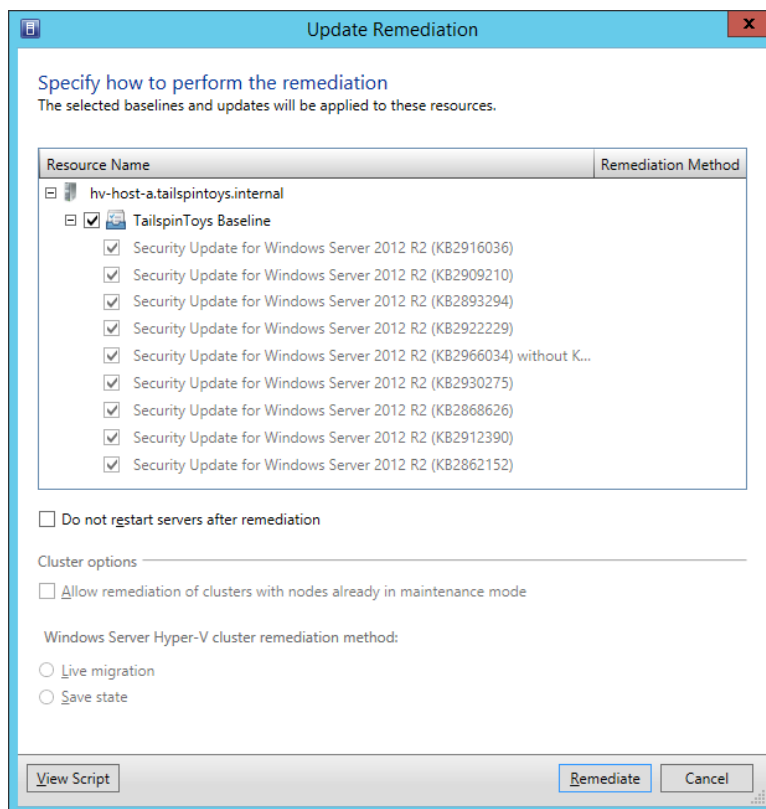 Update Remediation
x
Specify how to perform the remediation
The selected baselines and updates will be applied to these resources.
Resource Name Remediation Method
hv-host-a.tailspintoys.internal
TailspinToys Baseline
Security Update for Windows Server 2012 R2 (KB2916036)
Security Update for Windows Server 2012 R2 (KB2909210)
Security Update for Windows Server 2012 R2 (KB2893294)
Security Update for Windows Server 2012 R2 (KB2922229)
Security Update for Windows Server 2012 R2 (KB2966034) without K...
Security Update for Windows Server 2012 R2 (KB2930275)
Security Update for Windows Server 2012 R2 (KB2868626)
Security Update for Windows Server 2012 R2 (KB2912390)
Security Update for Windows Server 2012 R2 (KB2862152)
Do not restart servers after remediation
Cluster options
Allow remediation of clusters with nodes already in maintenance mode
Windows Server Hyper-V cluster remediation method:
Live migration
Save state
View Script Remediate Cancel